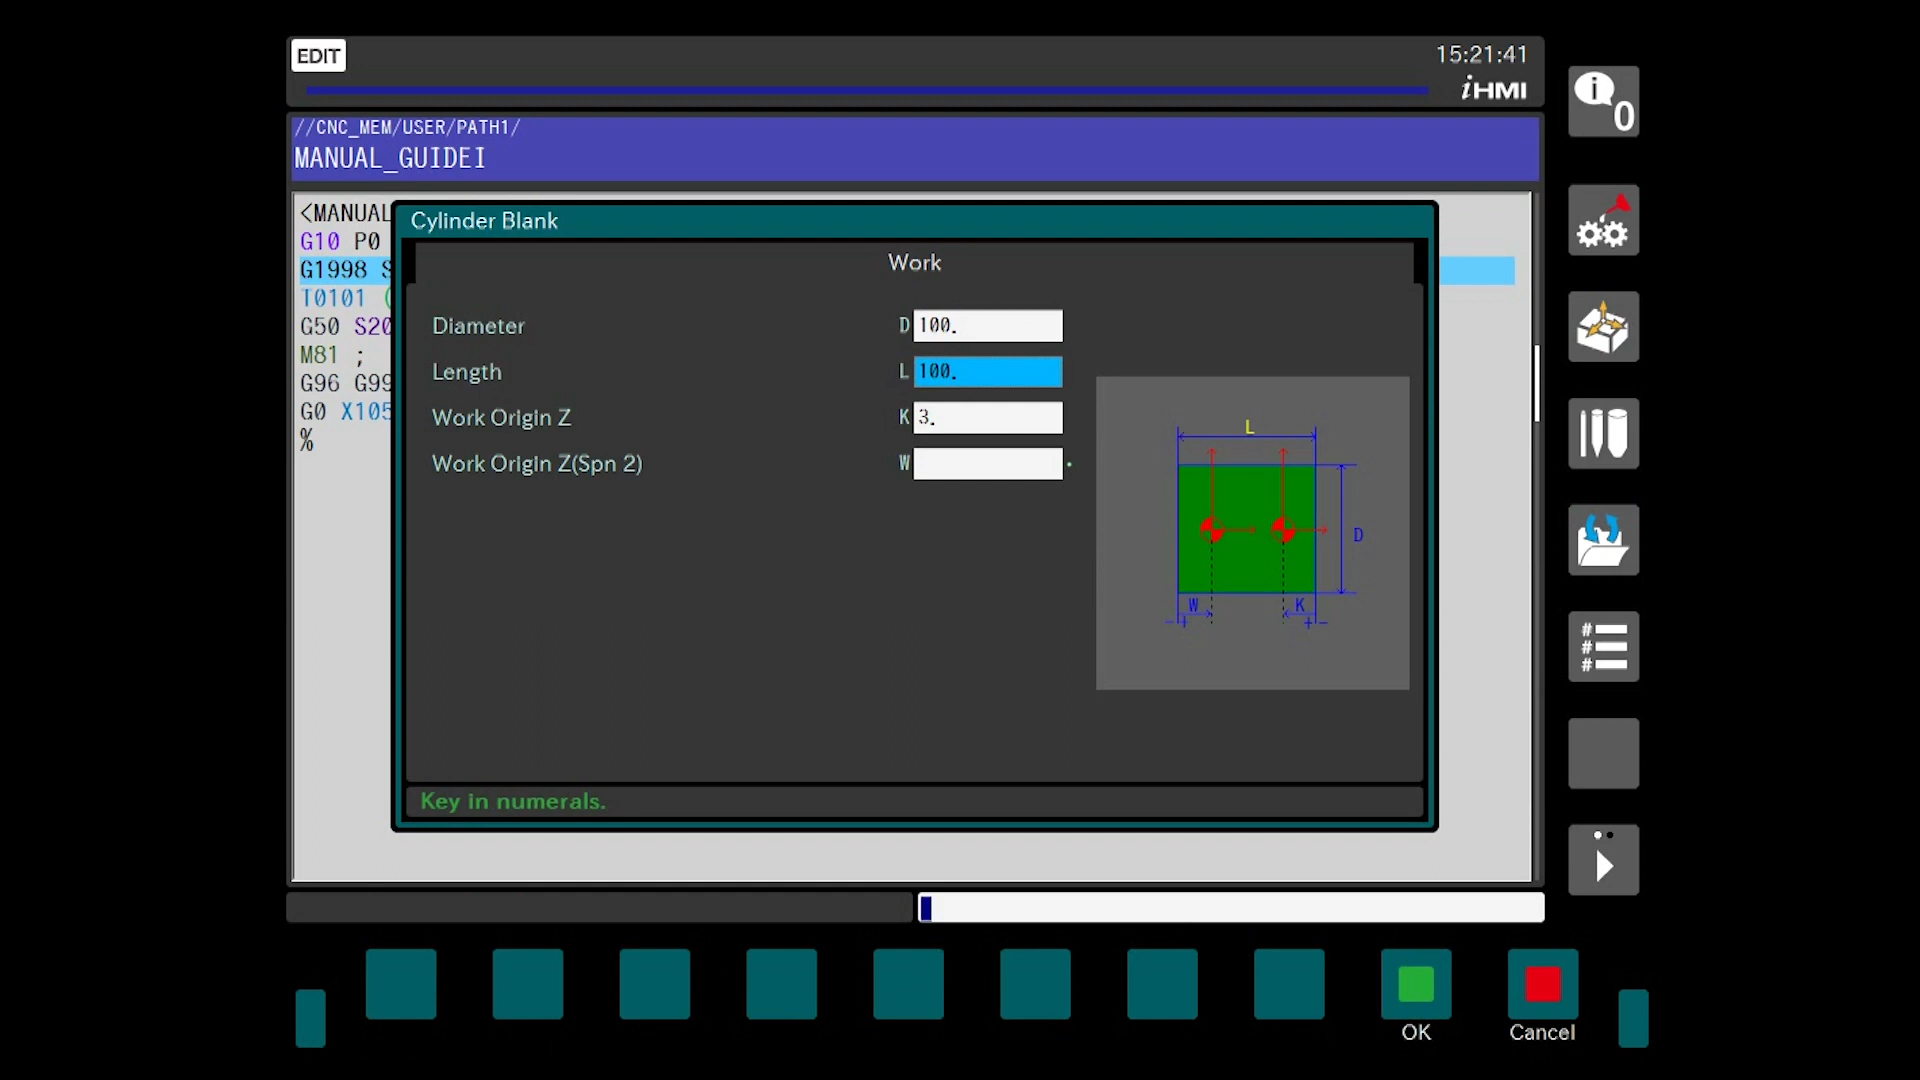 EDIT
15:21:41
iHMI
0
//CNC_MEM/USER/PATH1/
MANUAL_GUIDEI
<MANUAL
G10 P0
G1998 S
T0101 (
G50 S20
M81 ;
G96 G99
G0 X105
%
Cylinder Blank
Work
Diameter D 100.
Length L 100.
Work Origin Z K 3.
Work Origin Z(Spn 2) W
L
D
W K
- + + -
Key in numerals.
# # #
OK Cancel